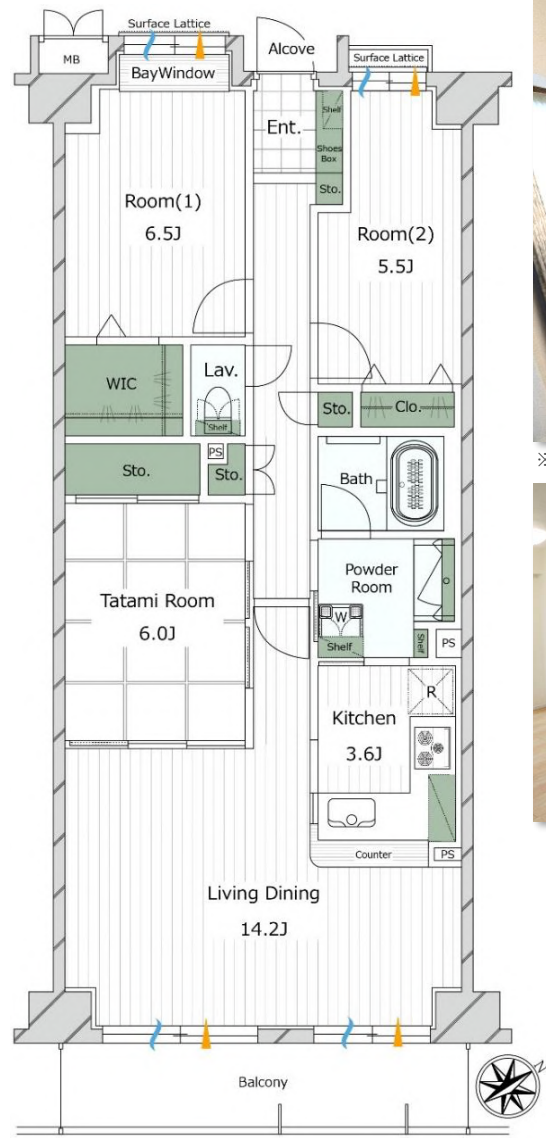 Surface Lattice
MB
BayWindow
Alcove
Surface Lattice
Ent.
Shelf
Shoes
Box
Sto.
Room(1)
6.5J
Room(2)
5.5J
WIC
Lav.
Shelf
Sto.
Clo.
Sto.
PS
Sto.
Bath
※
Tatami Room
6.0J
Powder
Room
W
Shelf
Shelf
PS
R
Kitchen
3.6J
Counter
PS
Living Dining
14.2J
Balcony
N